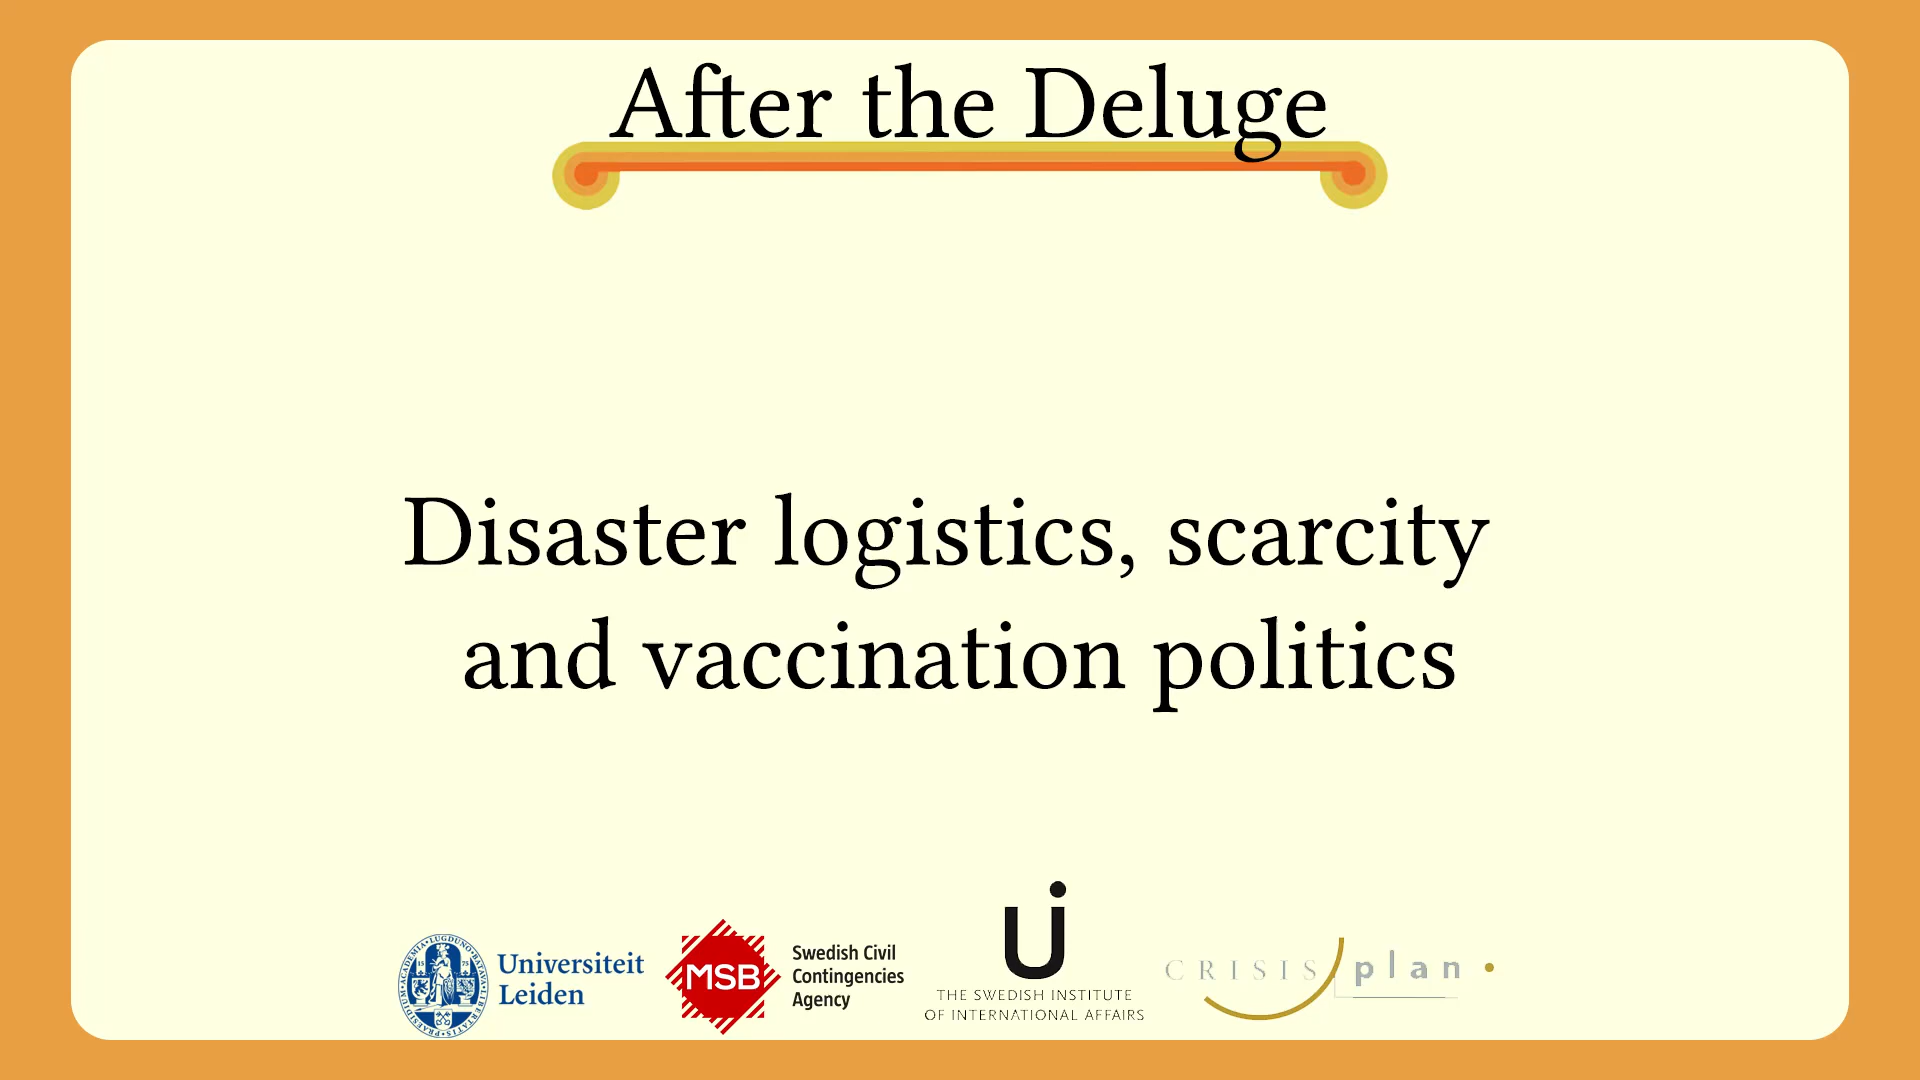 After the Deluge
Disaster logistics, scarcity
and vaccination politics
Universiteit
Leiden
MSB
Swedish Civil
Contingencies
Agency
UI
THE SWEDISH INSTITUTE
OF INTERNATIONAL AFFAIRS
CRISIS plan